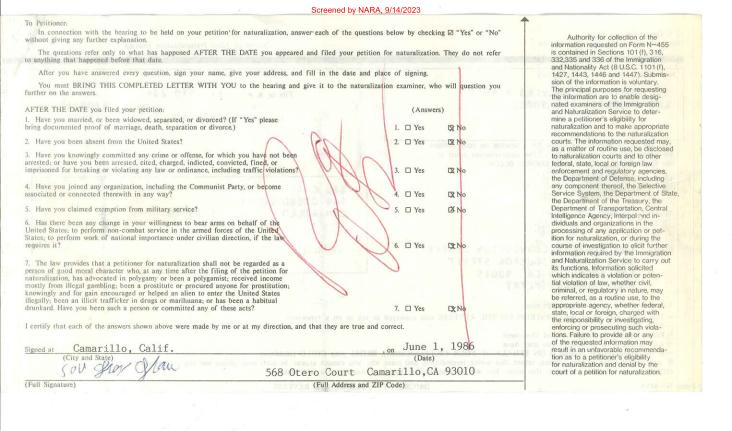 Screened by NARA, 9/14/2023
To Petitioner:
In connection with the hearing to be held on your petition for naturalization, answer each of the questions below by checking ☒ "Yes" or "No"
without giving any further explanation.
The questions refer only to what has happened AFTER THE DATE you appeared and filed your petition for naturalization. They do not refer
to anything that happened before that date.
After you have answered every question, sign your name, give your address, and fill in the date and place of signing.
You must BRING THIS COMPLETED LETTER WITH YOU to the hearing and give it to the naturalization examiner, who will question you
further on the answers.
AFTER THE DATE you filed your petition:
(Answers)
1. Have you married, or been widowed, separated, or divorced? (If "Yes" please
bring documented proof of marriage, death, separation or divorce.)
1. ☐ Yes ☒ No
2. Have you been absent from the United States?
2. ☐ Yes ☒ No
3. Have you knowingly committed any crime or offense, for which you have not been
arrested; or have you been arrested, cited, charged, indicted, convicted, fined, or
imprisoned for breaking or violating any law or ordinance, including traffic violations?
3. ☐ Yes ☒ No
4. Have you joined any organization, including the Communist Party, or become
associated or connected therewith in any way?
4. ☐ Yes ☒ No
5. Have you claimed exemption from military service?
5. ☐ Yes ☒ No
6. Has there been any change in your willingness to bear arms on behalf of the
United States; to perform non-combat service in the armed forces of the United
States; to perform work of national importance under civilian direction, if the law
requires it?
6. ☐ Yes ☒ No
7. The law provides that a petitioner for naturalization shall not be regarded as a
person of good moral character who, at any time after the filing of the petition for
naturalization, has advocated in polygamy or been a polygamist; received income
mostly from illegal gambling; been a prostitute or procured anyone for prostitution;
knowingly and for gain encouraged or helped an alien to enter the United States
illegally; been an illicit trafficker in drugs or marihuana; or has been a habitual
drunkard. Have you been such a person or committed any of these acts?
7. ☐ Yes ☒ No
I certify that each of the answers shown above were made by me or at my direction, and that they are true and correct.
Signed at Camarillo, Calif. , on June 1, 1986
(City and State) (Date)
568 Otero Court Camarillo,CA 93010
(Full Signature) (Full Address and ZIP Code)
Authority for collection of the
information requested on Form N-455
is contained in Sections 101(f), 316,
332,335 and 336 of the Immigration
and Nationality Act (8 U.S.C. 1101(f),
1427, 1443, 1446 and 1447). Submis-
sion of the information is voluntary.
The principal purposes for requesting
the information are to enable desig-
nated examiners of the Immigration
and Naturalization Service to deter-
mine a petitioner's eligibility for
naturalization and to make appropriate
recommendations to the naturalization
courts. The information requested may,
as a matter of routine use, be disclosed
to naturalization courts and to other
federal, state, local or foreign law
enforcement and regulatory agencies,
the Department of Defense, including
any component thereof, the Selective
Service System, the Department of State,
the Department of the Treasury, the
Department of Transportation, Central
Intelligence Agency, Interpol and in-
dividuals and organizations in the
processing of any application or peti-
tion for naturalization, or during the
course of investigation to elicit further
information required by the Immigration
and Naturalization Service to carry out
its functions. Information solicited
which indicates a violation or poten-
tial violation of law, whether civil,
criminal, or regulatory in nature, may
be referred, as a routine use, to the
appropriate agency, whether federal,
state, local or foreign, charged with
the responsibility or investigating,
enforcing or prosecuting such viola-
tions. Failure to provide all or any
of the requested information may
result in an unfavorable recommenda-
tion as to a petitioner's eligibility
for naturalization and denial by the
court of a petition for naturalization.